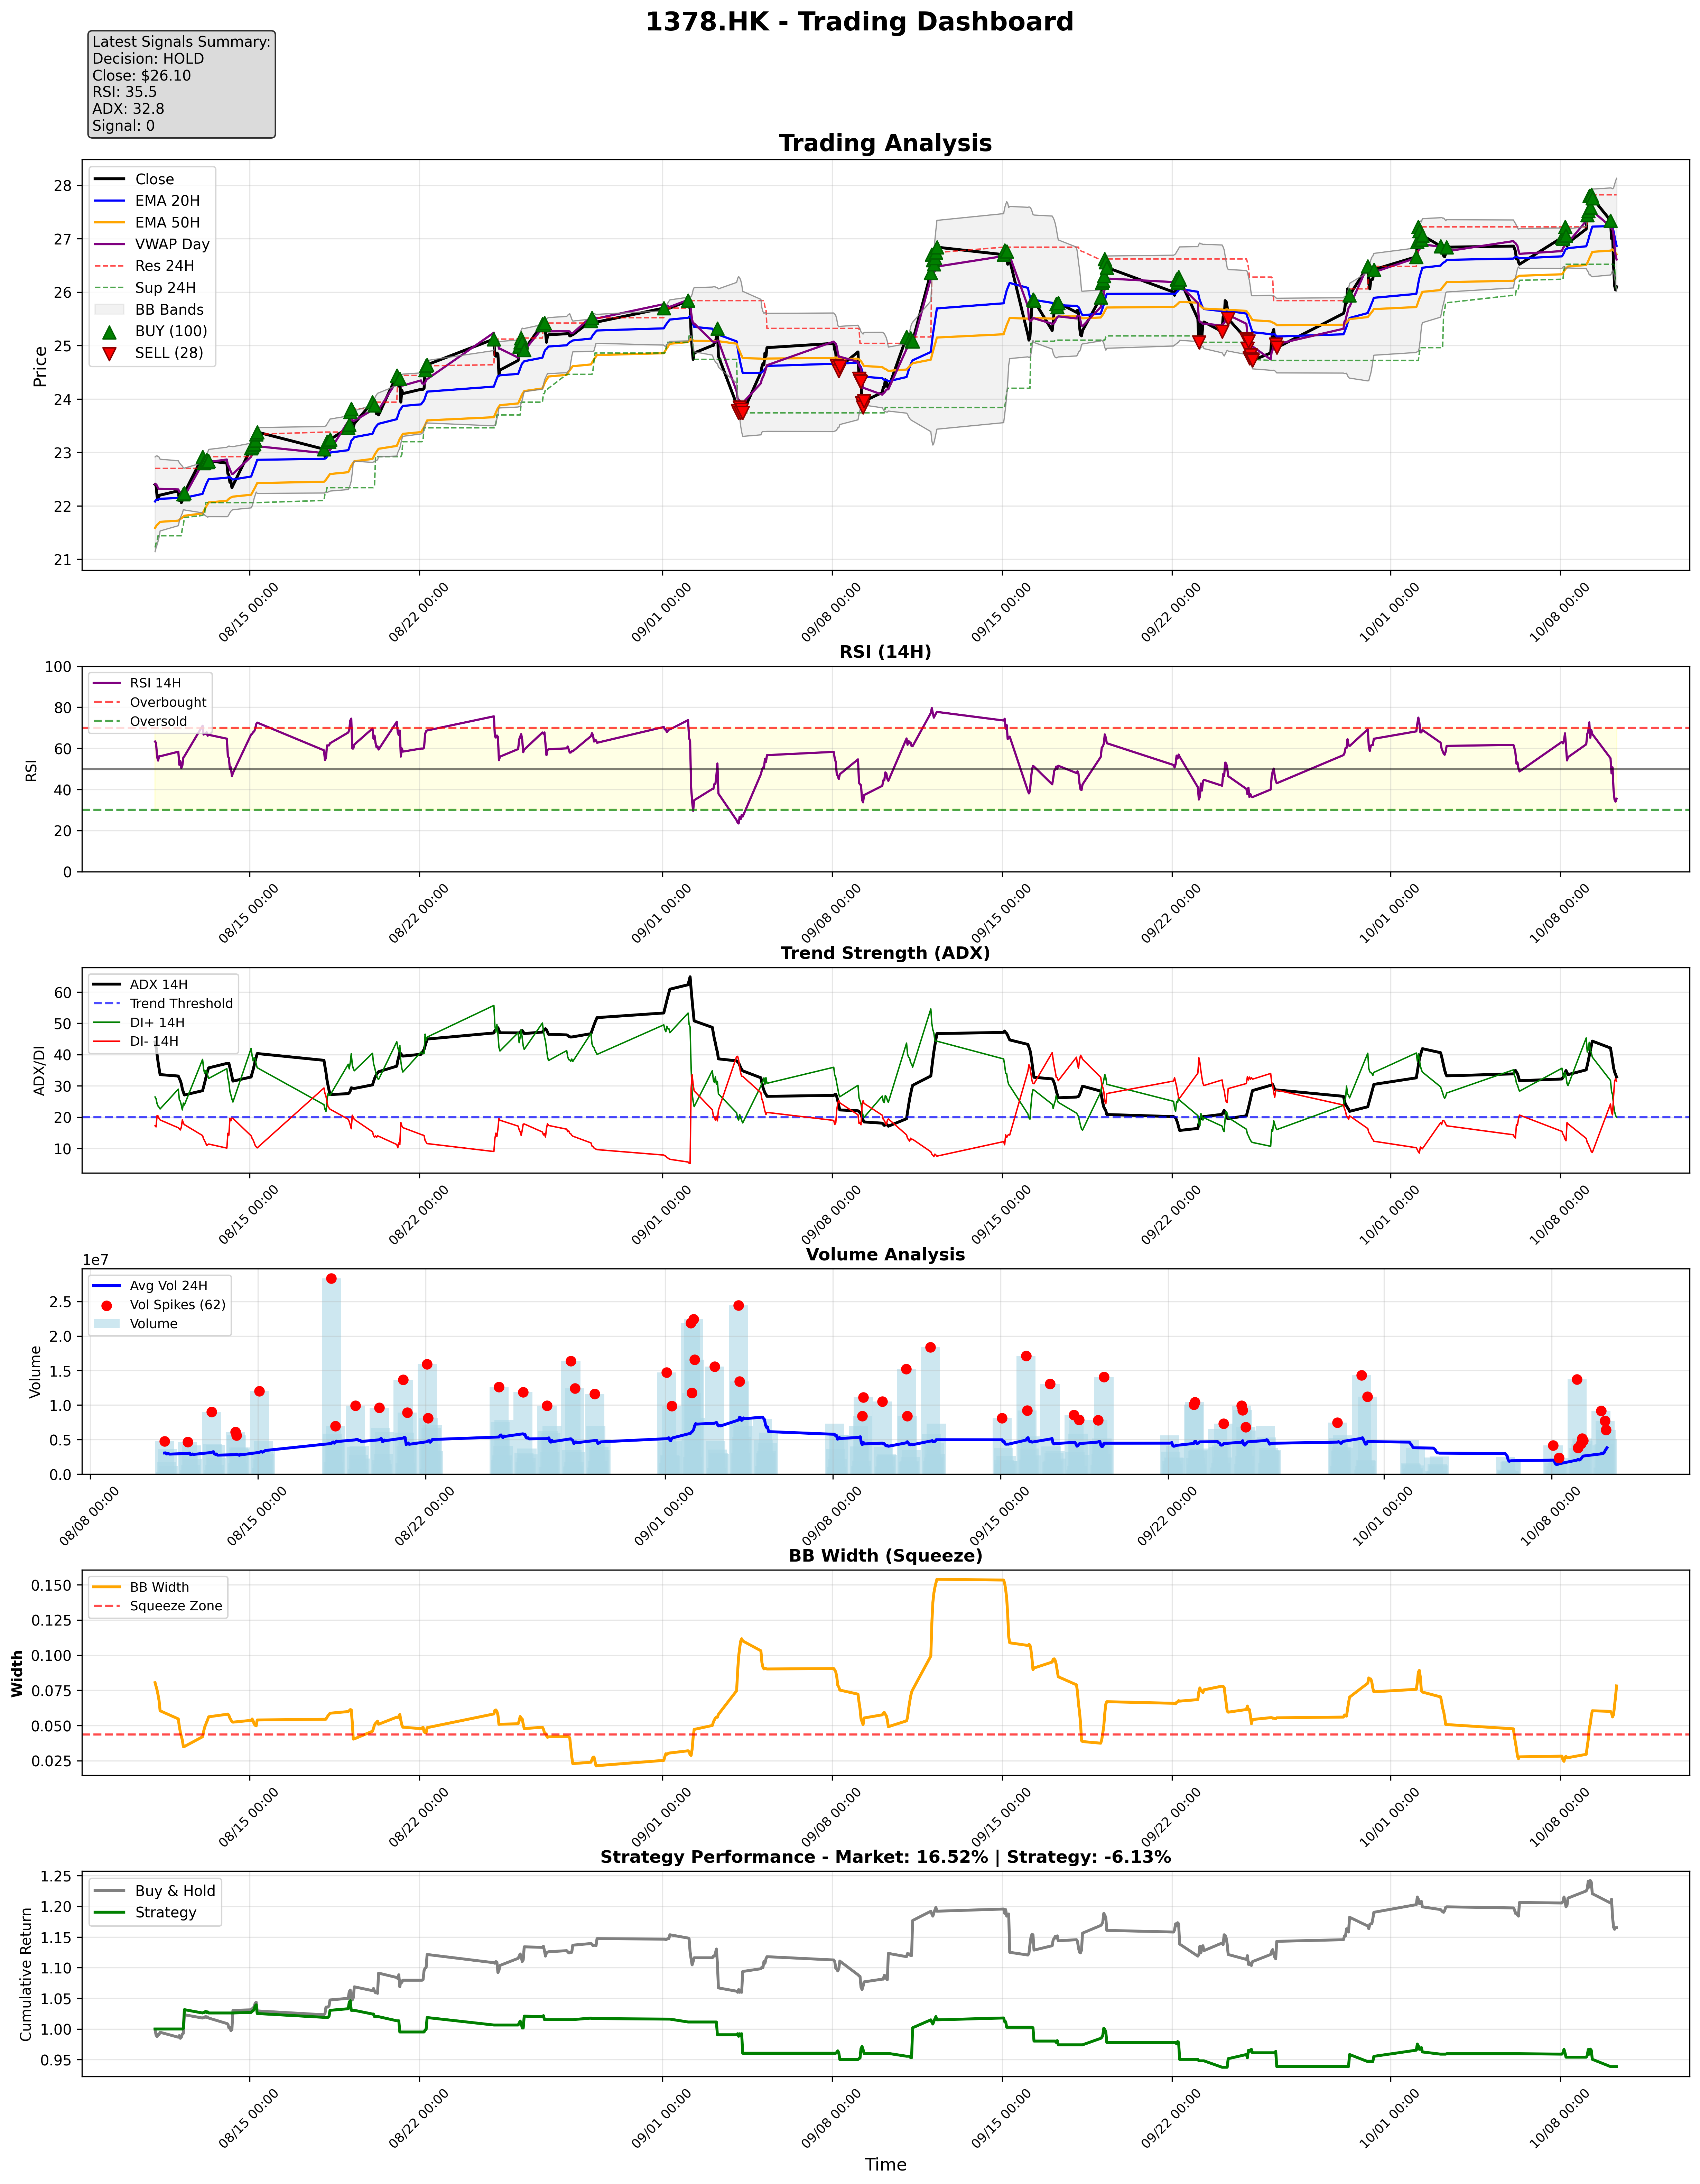 1378.HK - Trading Dashboard
Latest Signals Summary:
Decision: HOLD
Close: $26.10
RSI: 35.5
ADX: 32.8
Signal: 0
Trading Analysis
Close
EMA 20H
EMA 50H
VWAP Day
Res 24H
Sup 24H
BB Bands
BUY (100)
SELL (28)
Price
28
27
26
25
24
23
22
21
08/15 00:00
08/22 00:00
09/01 00:00
09/08 00:00
09/15 00:00
09/22 00:00
10/01 00:00
10/08 00:00
RSI (14H)
RSI 14H
Overbought
Oversold
RSI
100
80
60
40
20
0
08/15 00:00
08/22 00:00
09/01 00:00
09/08 00:00
09/15 00:00
09/22 00:00
10/01 00:00
10/08 00:00
Trend Strength (ADX)
ADX 14H
Trend Threshold
DI+ 14H
DI- 14H
ADX/DI
60
50
40
30
20
10
08/15 00:00
08/22 00:00
09/01 00:00
09/08 00:00
09/15 00:00
09/22 00:00
10/01 00:00
10/08 00:00
Volume Analysis
1e7
Avg Vol 24H
Vol Spikes (62)
Volume
Volume
2.5
2.0
1.5
1.0
0.5
0.0
08/08 00:00
08/15 00:00
08/22 00:00
09/01 00:00
09/08 00:00
09/15 00:00
09/22 00:00
10/01 00:00
10/08 00:00
BB Width (Squeeze)
BB Width
Squeeze Zone
Width
0.150
0.125
0.100
0.075
0.050
0.025
08/15 00:00
08/22 00:00
09/01 00:00
09/08 00:00
09/15 00:00
09/22 00:00
10/01 00:00
10/08 00:00
Strategy Performance - Market: 16.52% | Strategy: -6.13%
Buy & Hold
Strategy
Cumulative Return
1.25
1.20
1.15
1.10
1.05
1.00
0.95
08/15 00:00
08/22 00:00
09/01 00:00
09/08 00:00
09/15 00:00
09/22 00:00
10/01 00:00
10/08 00:00
Time